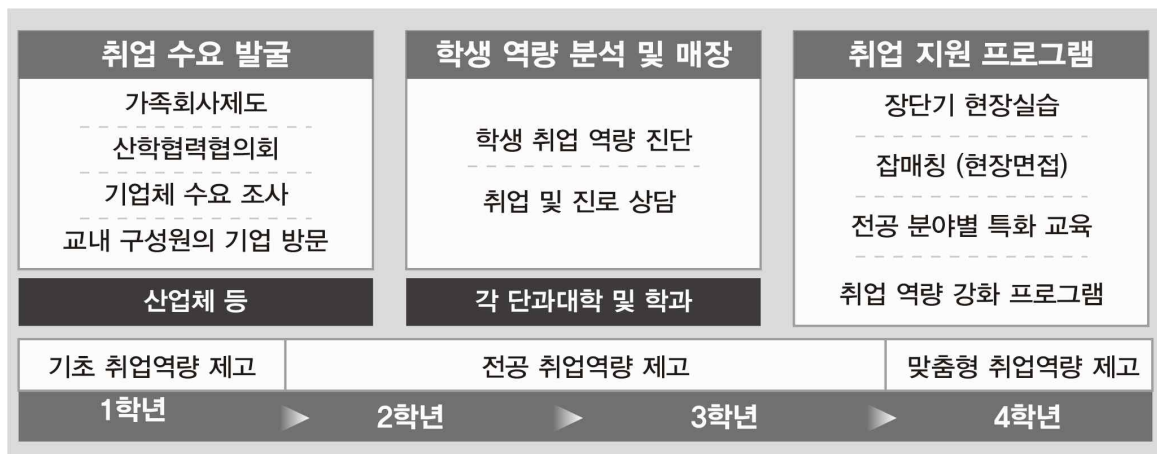 취업 수요 발굴
가족회사제도
산학협력협의회
기업체 수요 조사
교내 구성원의 기업 방문
산업체 등
학생 역량 분석 및 매장
학생 취업 역량 진단
취업 및 진로 상담
각 단과대학 및 학과
취업 지원 프로그램
장단기 현장실습
잡매칭 (현장면접)
전공 분야별 특화 교육
취업 역량 강화 프로그램
기초 취업역량 제고
전공 취업역량 제고
맞춤형 취업역량 제고
1학년
2학년
3학년
4학년